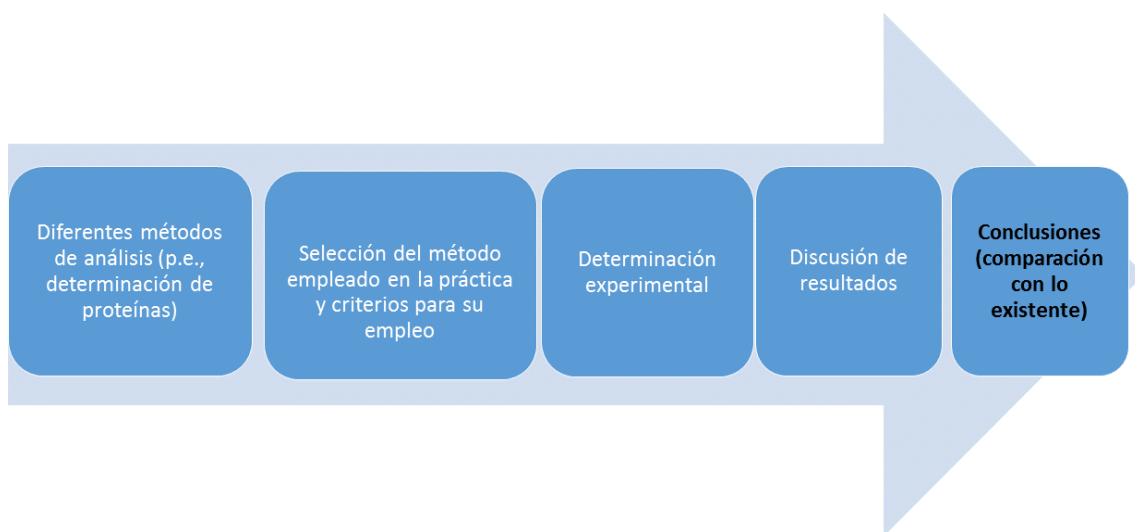 Diferentes métodos
de análisis (p.e.,
determinación de
proteínas)
Selección del método
empleado en la práctica
y criterios para su
empleo
Determinación
experimental
Discusión de
resultados
Conclusiones
(comparación
con lo
existente)